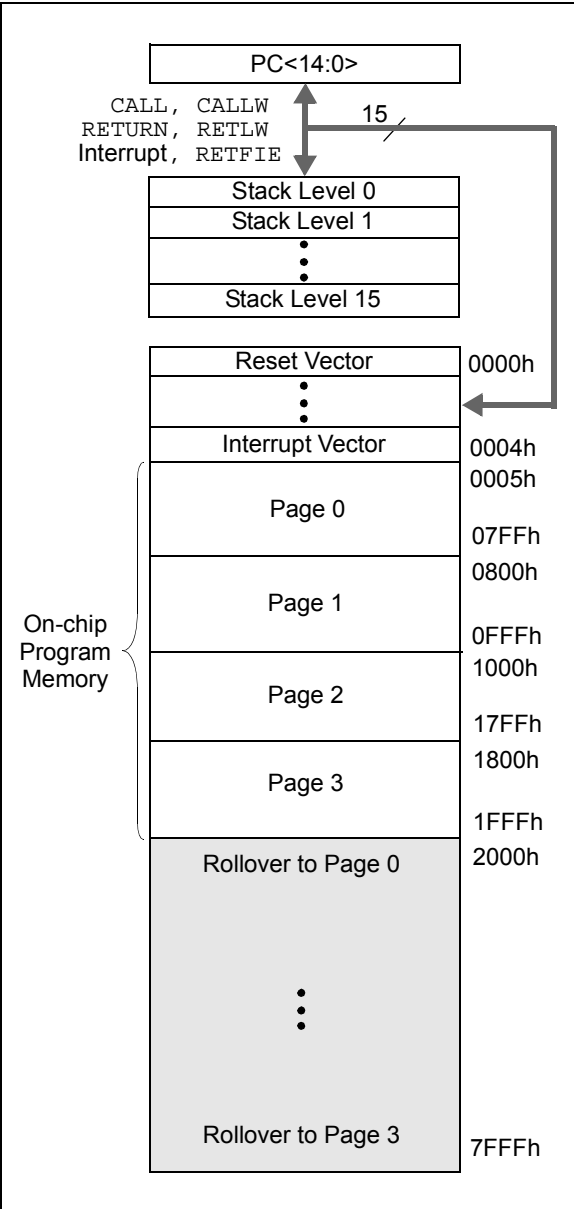 PC<14:0>
CALL, CALLW
RETURN, RETLW
Interrupt, RETFIE
15
Stack Level 0
Stack Level 1
Stack Level 15
Reset Vector
0000h
Interrupt Vector
0004h
0005h
Page 0
07FFh
0800h
Page 1
0FFFh
On-chip
Program
Memory
1000h
Page 2
17FFh
1800h
Page 3
1FFFh
Rollover to Page 0
2000h
Rollover to Page 3
7FFFh